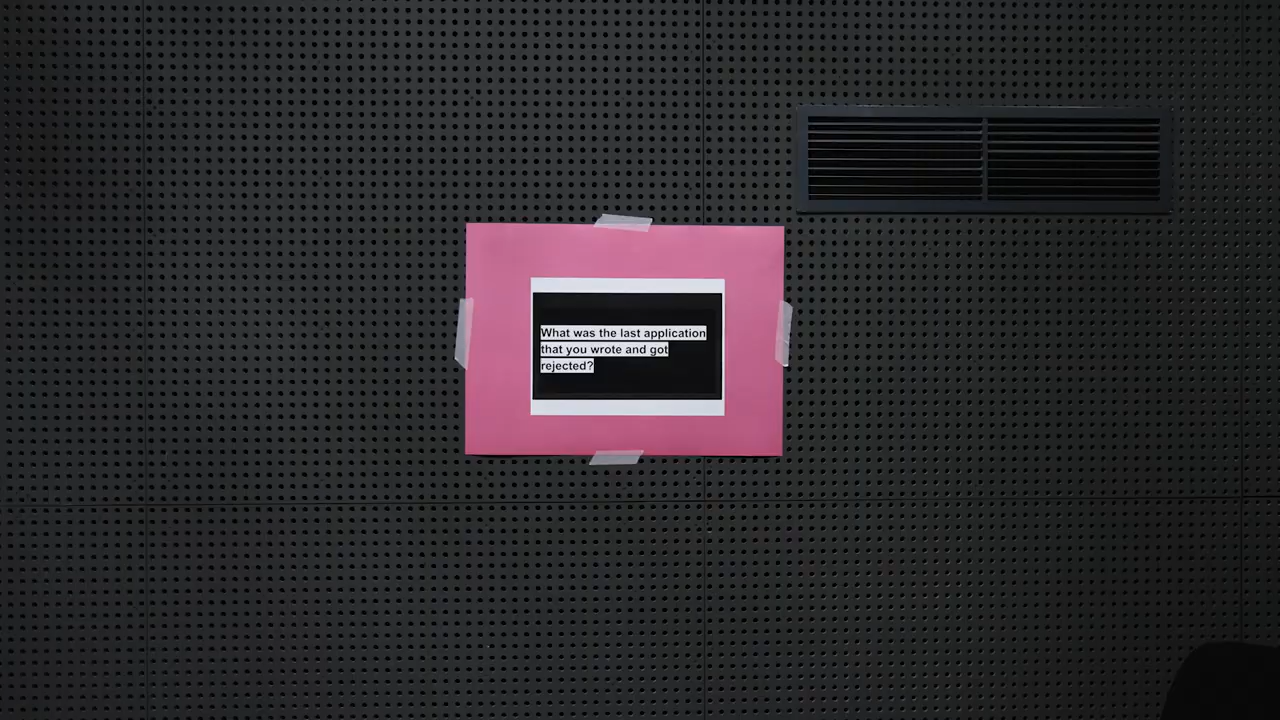 What was the last application
that you wrote and got
rejected?